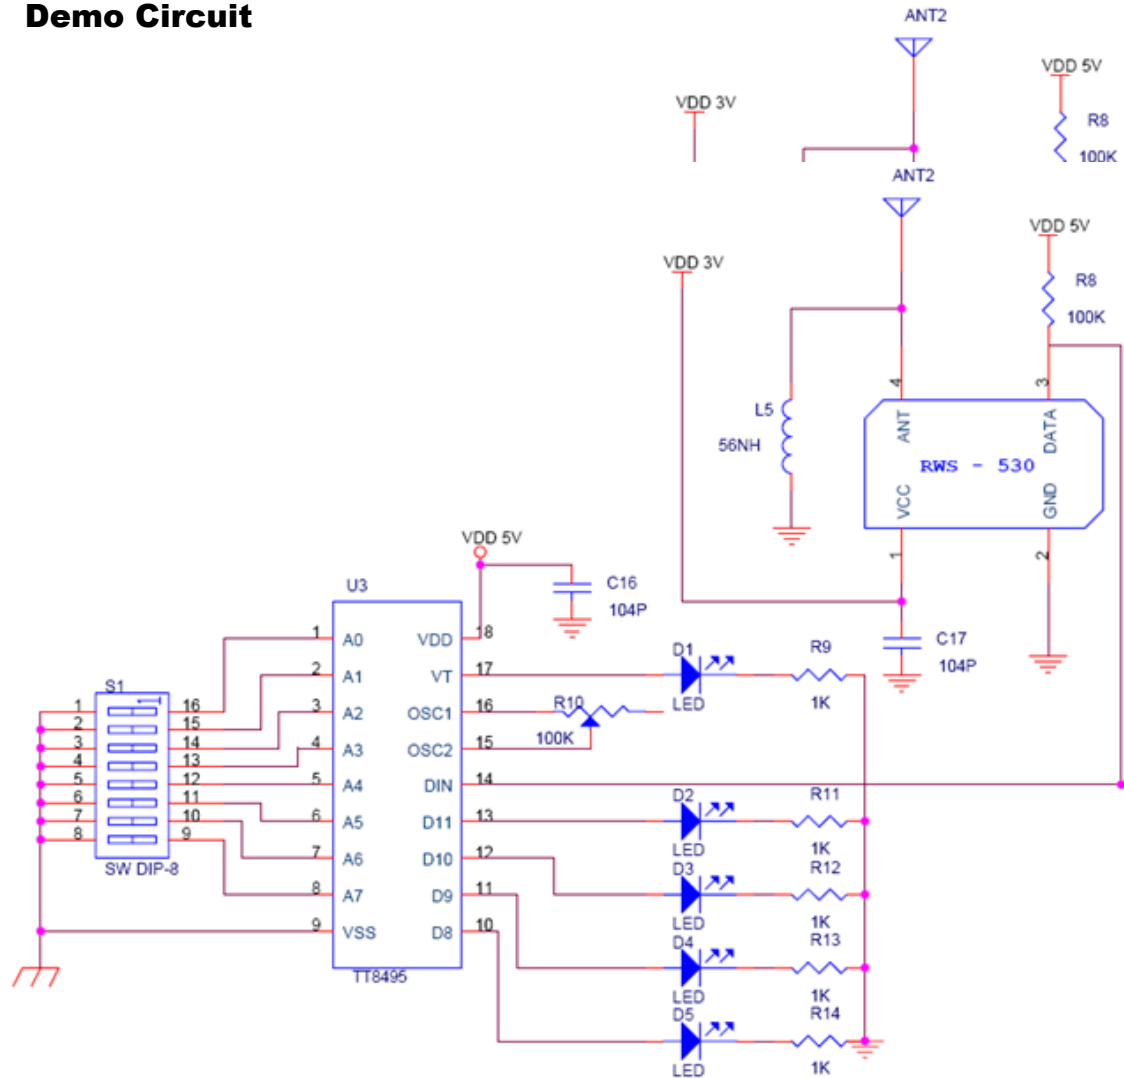 Demo Circuit
ANT2
VDD 5V
VDD 3V
R8
100K
ANT2
VDD 5V
VDD 3V
R8
100K
4
3
L5
56NH
ANT
DATA
RWS - 530
VCC
GND
1
2
VDD 5V
C16
104P
C17
104P
U3
1 A0
2 A1
3 A2
4 A3
5 A4
6 A5
7 A6
8 A7
9 VSS
VDD 18
VT 17
OSC1 16
OSC2 15
DIN 14
D11 13
D10 12
D9 11
D8 10
TT8495
S1
1
1 16
2 15
3 14
4 13
5 12
6 11
7 10
8 9
SW DIP-8
R10
100K
D1
LED
R9
1K
D2
LED
R11
1K
D3
LED
R12
1K
D4
LED
R13
1K
D5
LED
R14
1K